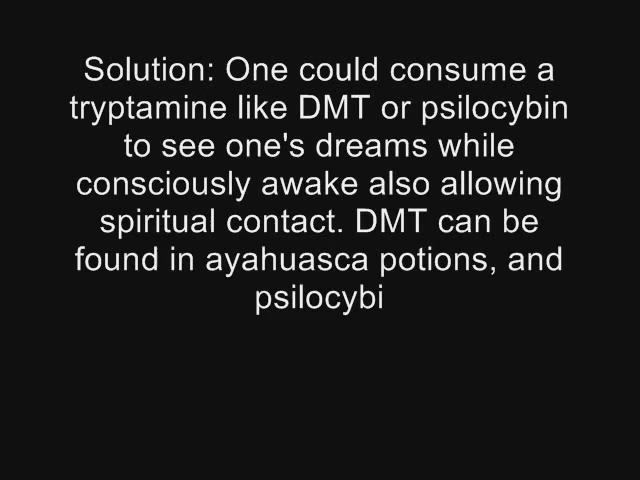 Solution: One could consume a
tryptamine like DMT or psilocybin
to see one's dreams while
consciously awake also allowing
spiritual contact. DMT can be
found in ayahuasca potions, and
psilocybi